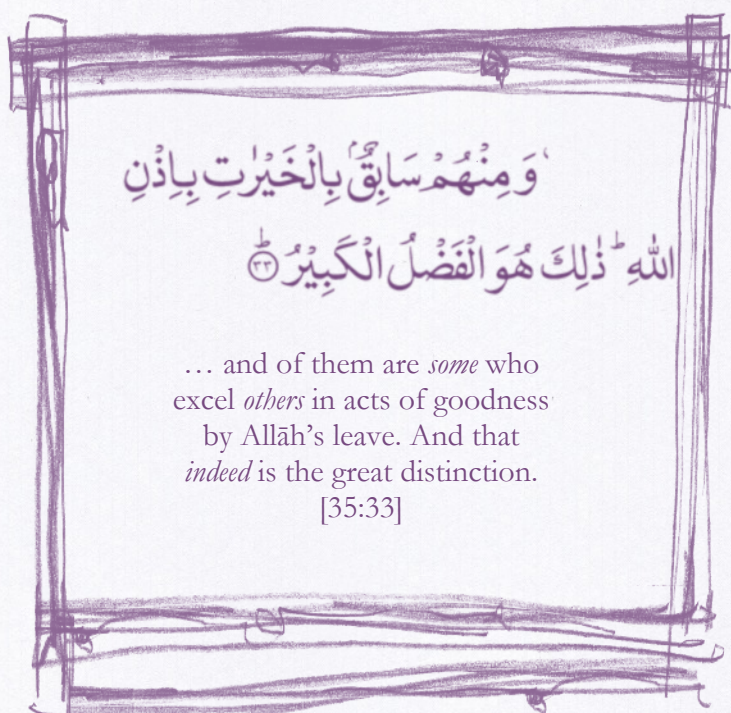 وَ مِنْهُمْ سَابِقٌۢ بِالْخَيْرٰتِ بِاِذْنِ
اللّٰهِ ؕ ذٰلِكَ هُوَ الْفَضْلُ الْكَبِيْرُ ﴿ؕ۳۳﴾
… and of them are some who
excel others in acts of goodness
by Allāh’s leave. And that
indeed is the great distinction.
[35:33]